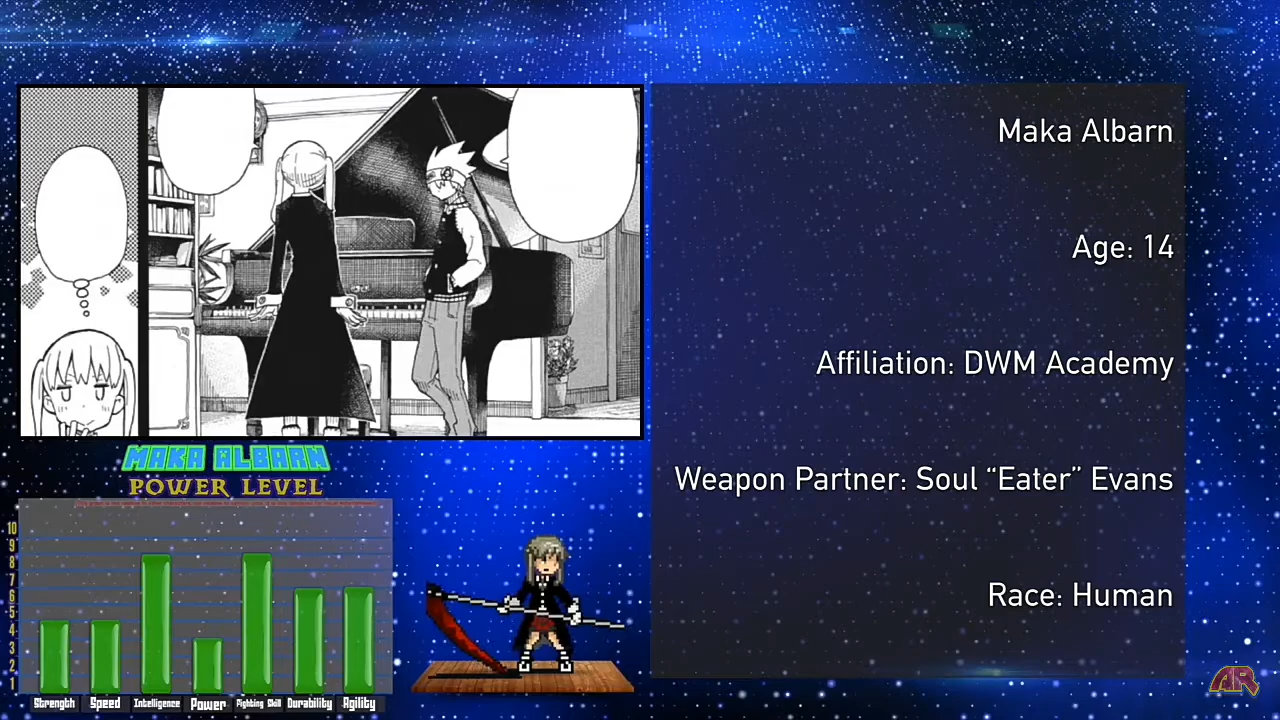 Maka Albarn
Age: 14
Affiliation: DWM Academy
Weapon Partner: Soul “Eater” Evans
Race: Human
MAKA ALBARN
POWER LEVEL
10
9
8
7
6
5
4
3
2
1
Strength Speed Intelligence Power Fighting Skill Durability Agility
AR